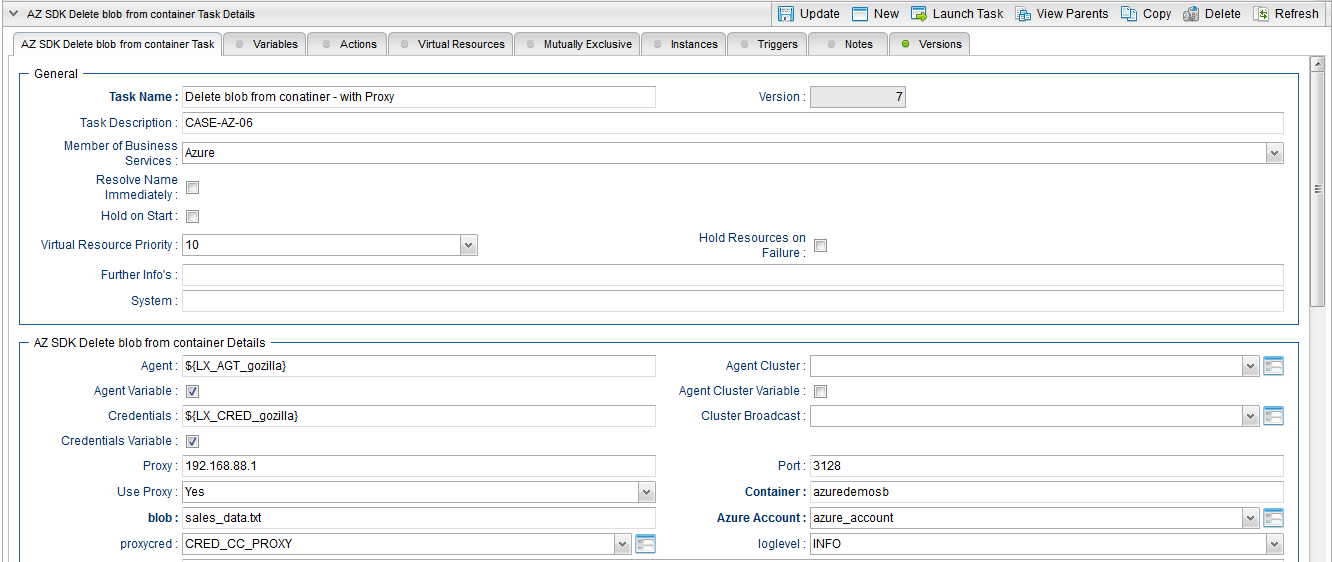 AZ SDK Delete blob from container Task Details
Update New Launch Task View Parents Copy Delete Refresh
AZ SDK Delete blob from container Task Variables Actions Virtual Resources Mutually Exclusive Instances Triggers Notes Versions
General
Task Name : Delete blob from conatiner - with Proxy Version : 7
Task Description : CASE-AZ-06
Member of Business
Services : Azure
Resolve Name
Immediately :
Hold on Start :
Virtual Resource Priority : 10 Hold Resources on
Failure :
Further Info's :
System :
AZ SDK Delete blob from container Details
Agent : ${LX_AGT_gozilla} Agent Cluster :
Agent Variable : Agent Cluster Variable :
Credentials : ${LX_CRED_gozilla} Cluster Broadcast :
Credentials Variable :
Proxy : 192.168.88.1 Port : 3128
Use Proxy : Yes Container : azuredemosb
blob : sales_data.txt Azure Account : azure_account
proxycred : CRED_CC_PROXY loglevel : INFO